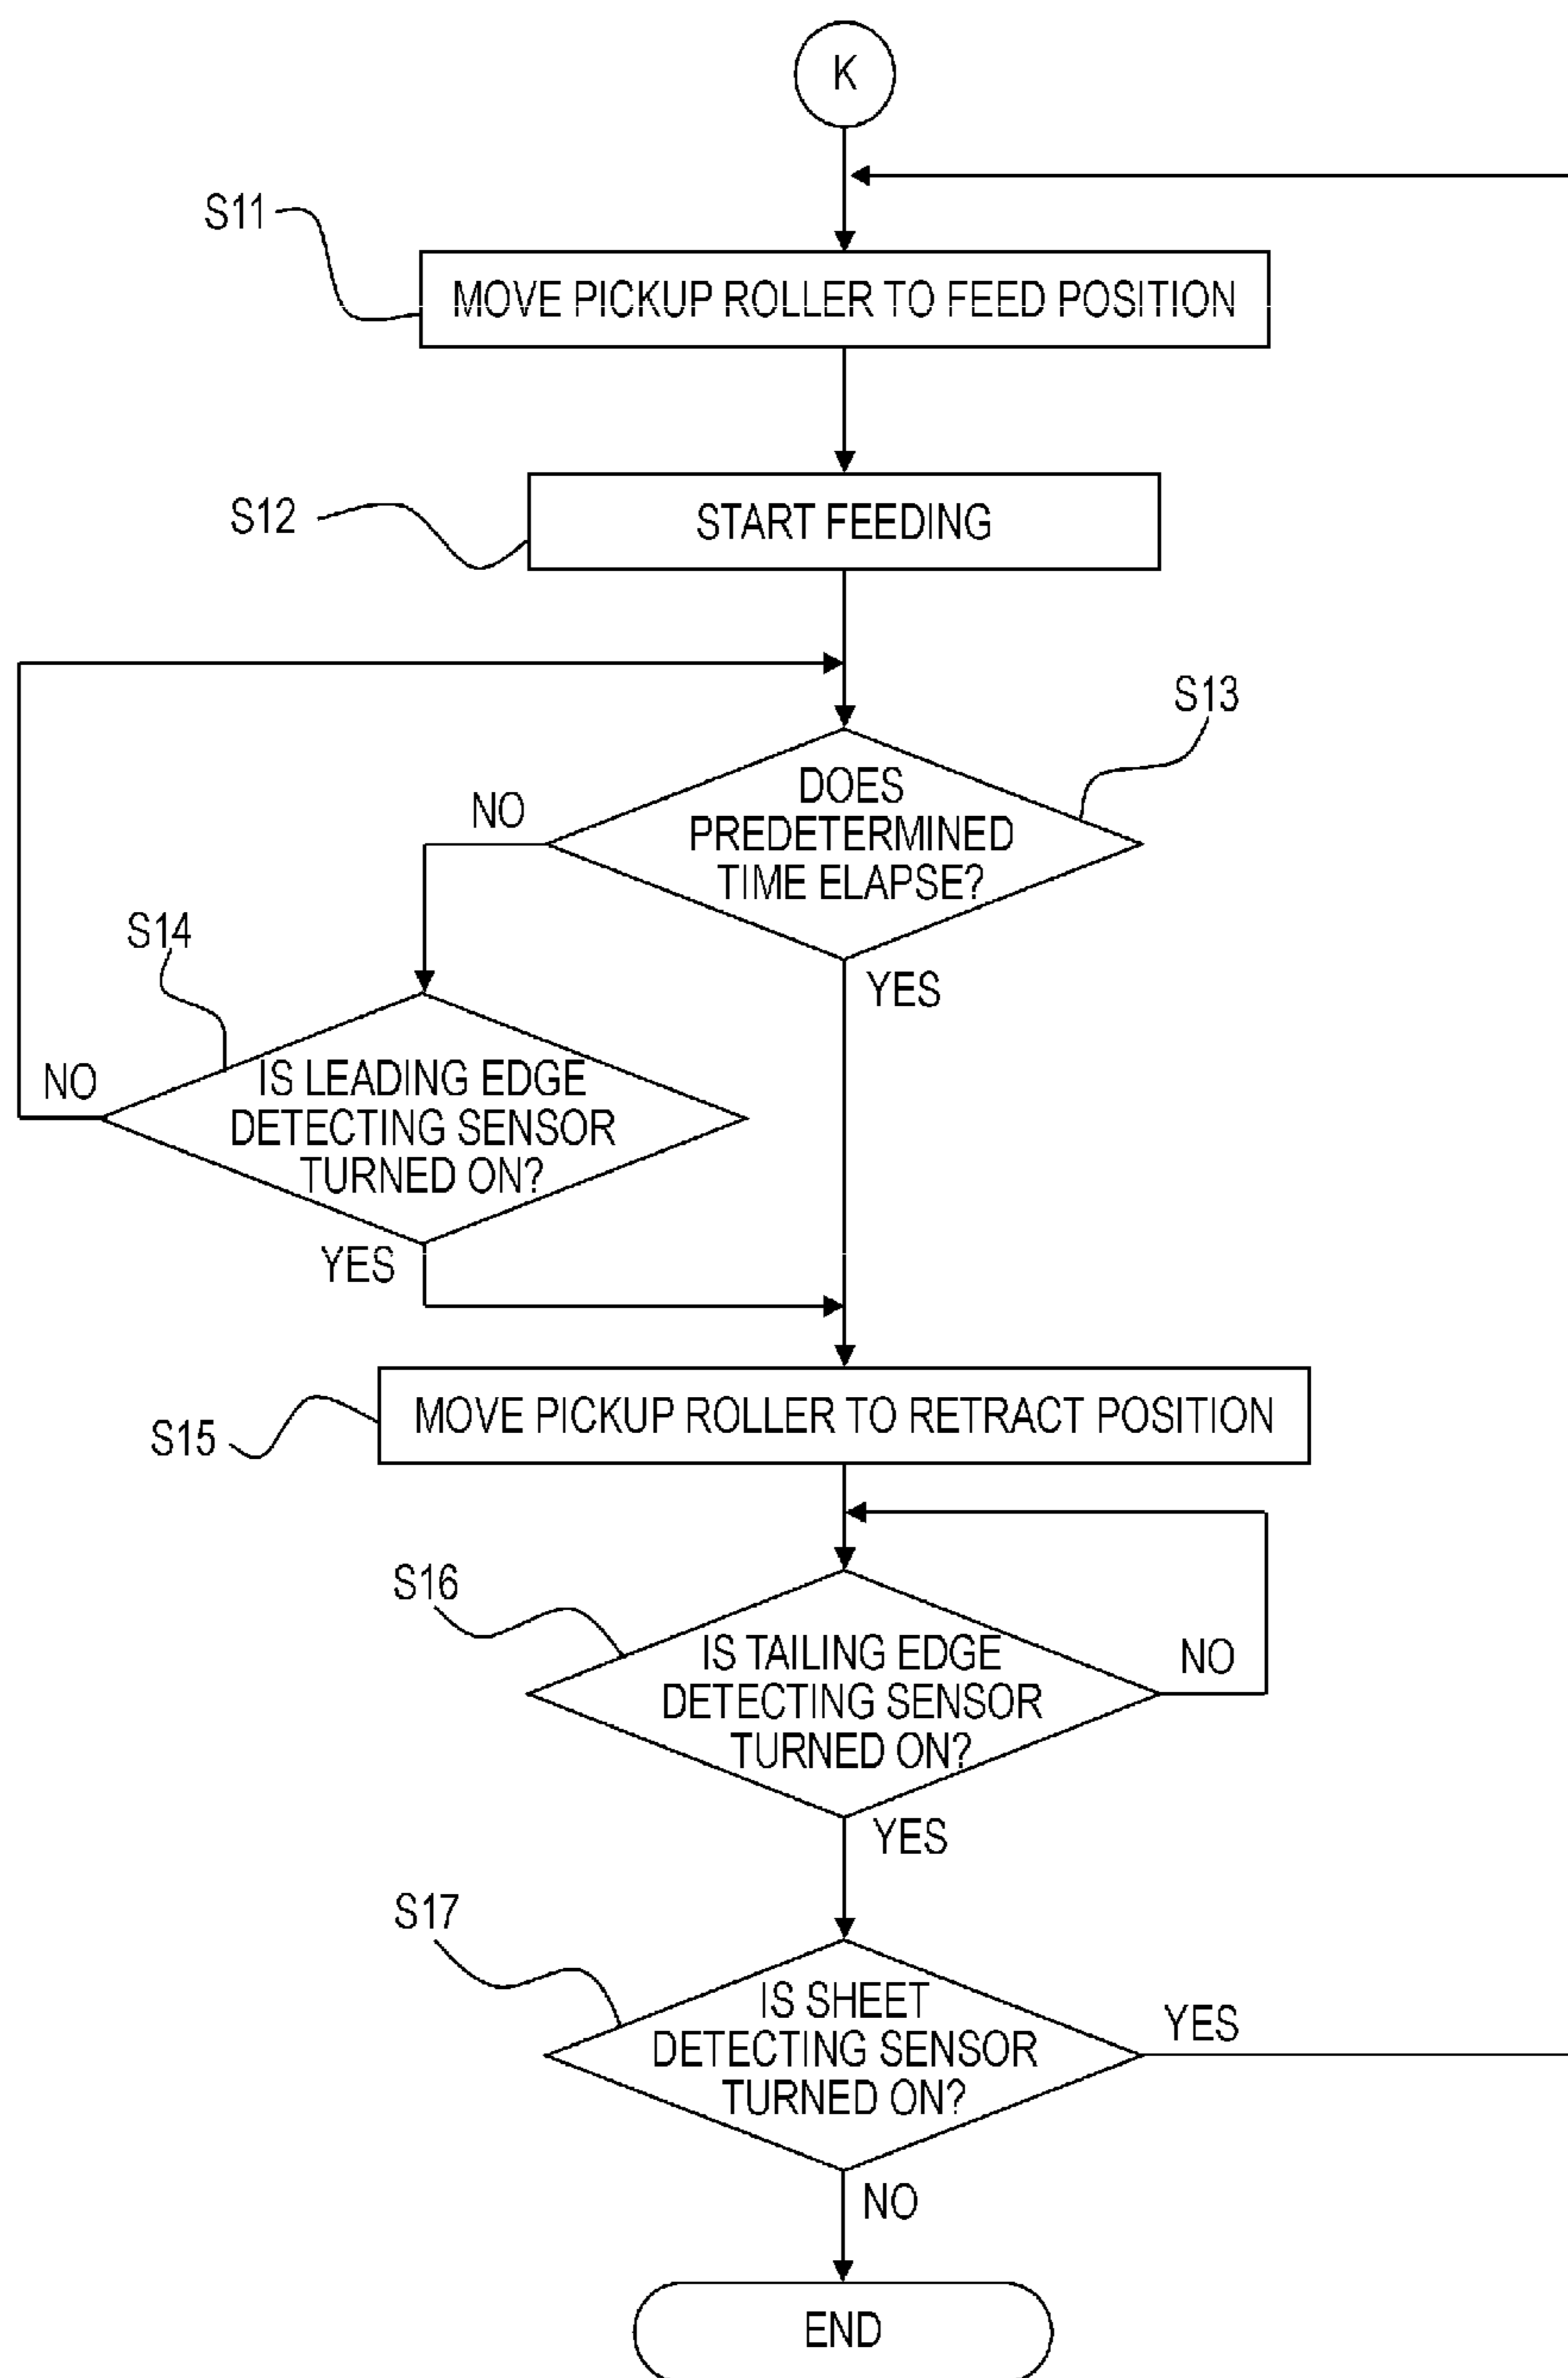 K
S11
MOVE PICKUP ROLLER TO FEED POSITION
S12
START FEEDING
S13
DOES
PREDETERMINED
TIME ELAPSE?
NO
YES
S14
IS LEADING EDGE
DETECTING SENSOR
TURNED ON?
NO
YES
S15
MOVE PICKUP ROLLER TO RETRACT POSITION
S16
IS TAILING EDGE
DETECTING SENSOR
TURNED ON?
NO
YES
S17
IS SHEET
DETECTING SENSOR
TURNED ON?
YES
NO
END